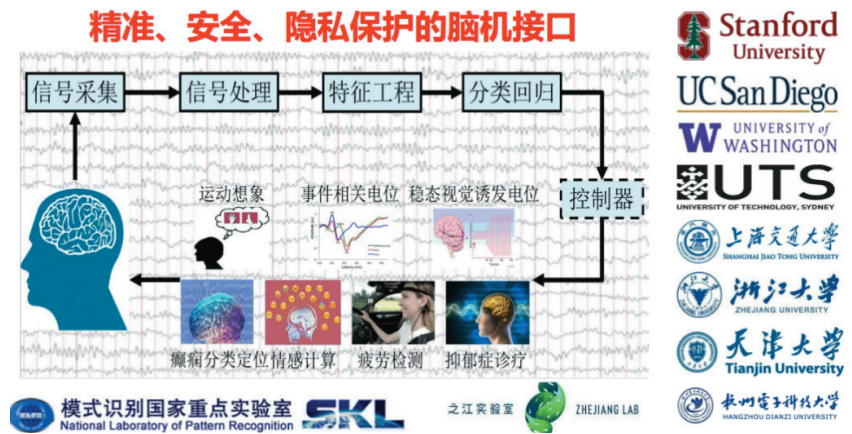 精准、安全、隐私保护的脑机接口
信号采集
信号处理
特征工程
分类回归
控制器
运动想象
事件相关电位
稳态视觉诱发电位
癫痫分类定位
情感计算
疲劳检测
抑郁症诊疗
模式识别国家重点实验室
National Laboratory of Pattern Recognition
SKL
之江实验室
ZHEJIANG LAB
Stanford
University
UC San Diego
W
UNIVERSITY of
WASHINGTON
UTS
UNIVERSITY OF TECHNOLOGY, SYDNEY
上海交通大学
SHANGHAI JIAO TONG UNIVERSITY
浙江大学
ZHEJIANG UNIVERSITY
天津大学
Tianjin University
杭州电子科技大学
HANGZHOU DIANZI UNIVERSITY